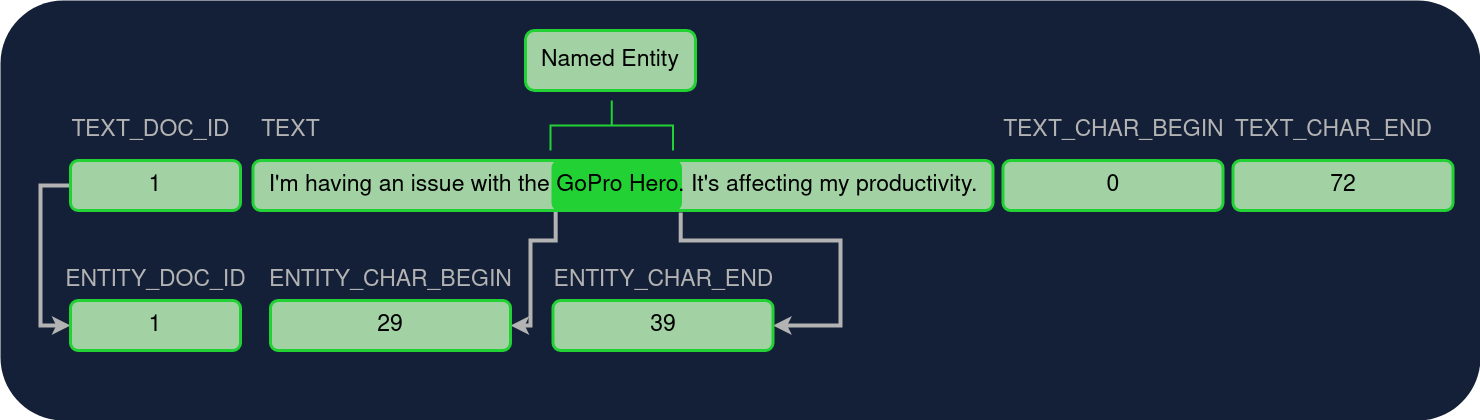 Named Entity
TEXT_DOC_ID TEXT TEXT_CHAR_BEGIN TEXT_CHAR_END
1 I'm having an issue with the GoPro Hero. It's affecting my productivity. 0 72
ENTITY_DOC_ID ENTITY_CHAR_BEGIN ENTITY_CHAR_END
1 29 39